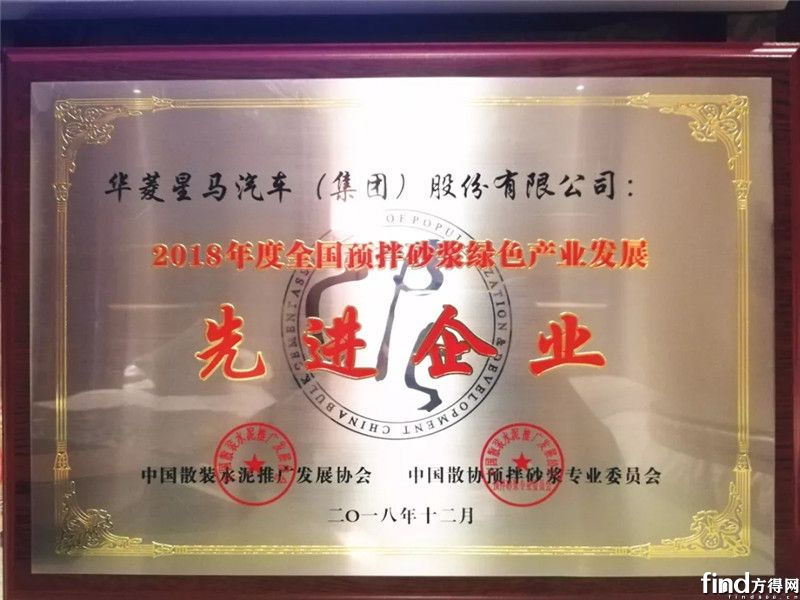 华菱星马汽车（集团）股份有限公司：
2018年度全国预拌砂浆绿色产业发展
先进企业
中国散装水泥推广发展协会 中国散协预拌砂浆专业委员会
二〇一八年十二月
find方得网